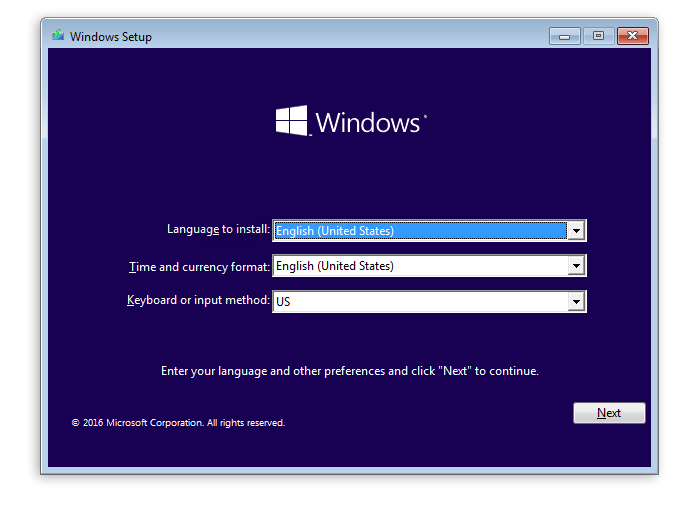 Windows Setup
Windows
Language to install: English (United States)
Time and currency format: English (United States)
Keyboard or input method: US
Enter your language and other preferences and click "Next" to continue.
Next
© 2016 Microsoft Corporation. All rights reserved.